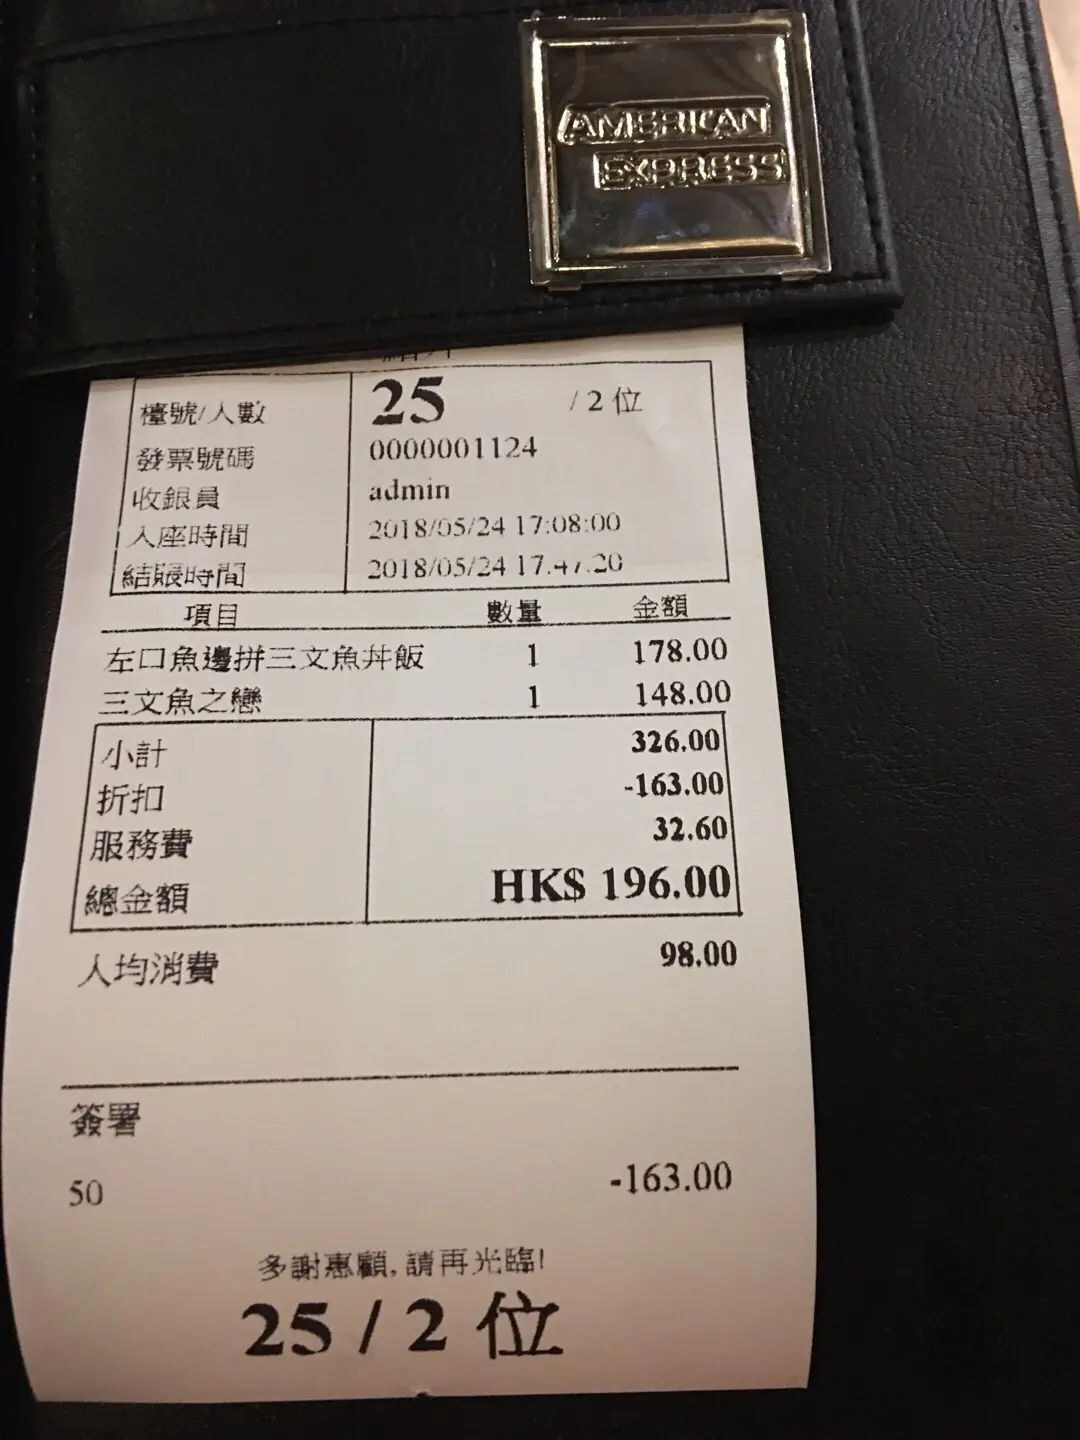 AMERICAN
EXPRESS
檯號/人數 25 / 2 位
發票號碼 0000001124
收銀員 admin
入座時間 2018/05/24 17:08:00
結賬時間 2018/05/24 17:47:20
項目 數量 金額
左口魚邊拼三文魚丼飯 1 178.00
三文魚之戀 1 148.00
小計 326.00
折扣 -163.00
服務費 32.60
總金額 HK$ 196.00
人均消費 98.00
簽署
50 -163.00
多謝惠顧, 請再光臨!
25 / 2 位